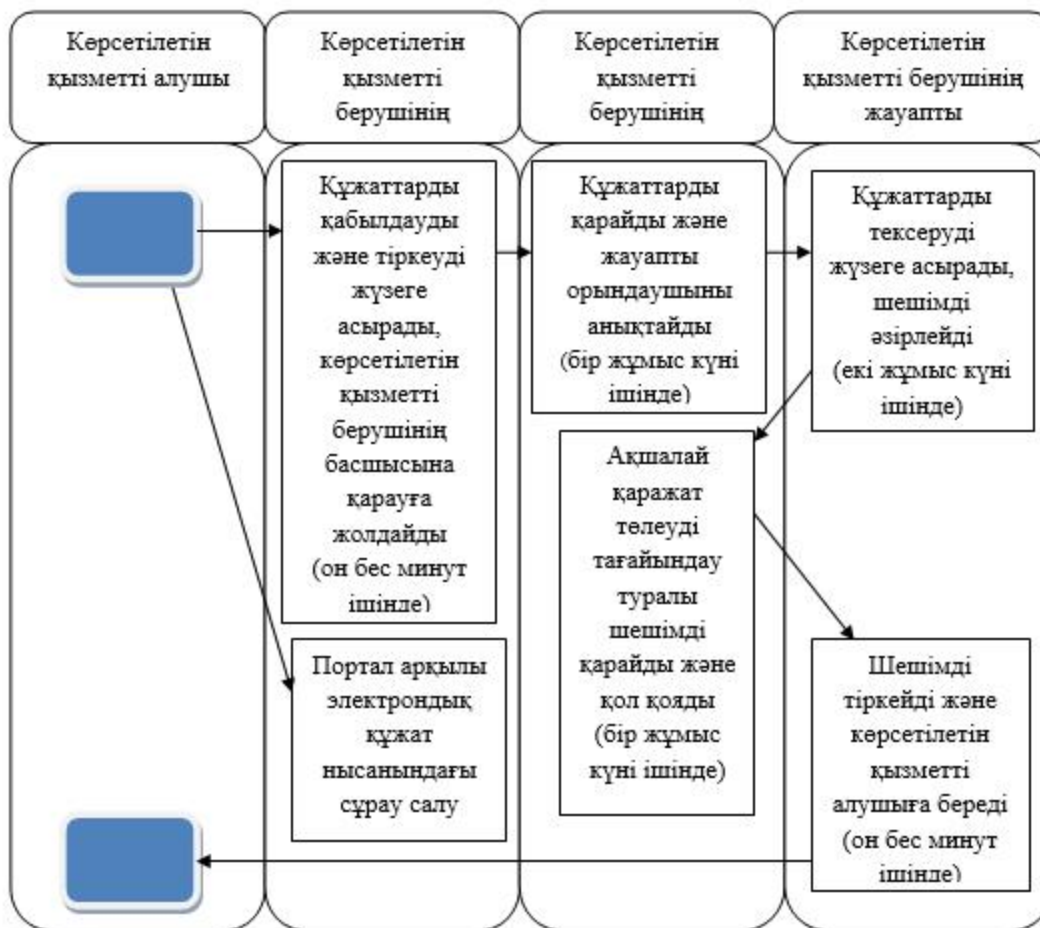 Көрсетілетін
қызметті алушы
Көрсетілетін
қызметті
берушінің
Көрсетілетін
қызметті
берушінің
Көрсетілетін
қызметті берушінің
жауапты
Құжаттарды
қабылдауды
және тіркеуді
жүзеге
асырады,
көрсетілетін
қызметті
берушінің
басшысына
қарауға
жолдайды
(он бес минут
ішінде)
Құжаттарды
қарайды және
жауапты
орындаушыны
анықтайды
(бір жұмыс күні
ішінде)
Құжаттарды
тексеруді
жүзеге асырады,
шешімді
әзірлейді
(екі жұмыс күні
ішінде)
Ақшалай
қаражат
төлеуді
тағайындау
туралы
шешімді
қарайды және
қол қояды
(бір жұмыс
күні ішінде)
Портал арқылы
электрондық
құжат
нысанындағы
сұрау салу
Шешімді
тіркейді және
көрсетілетін
қызметті
алушыға береді
(он бес минут
ішінде)